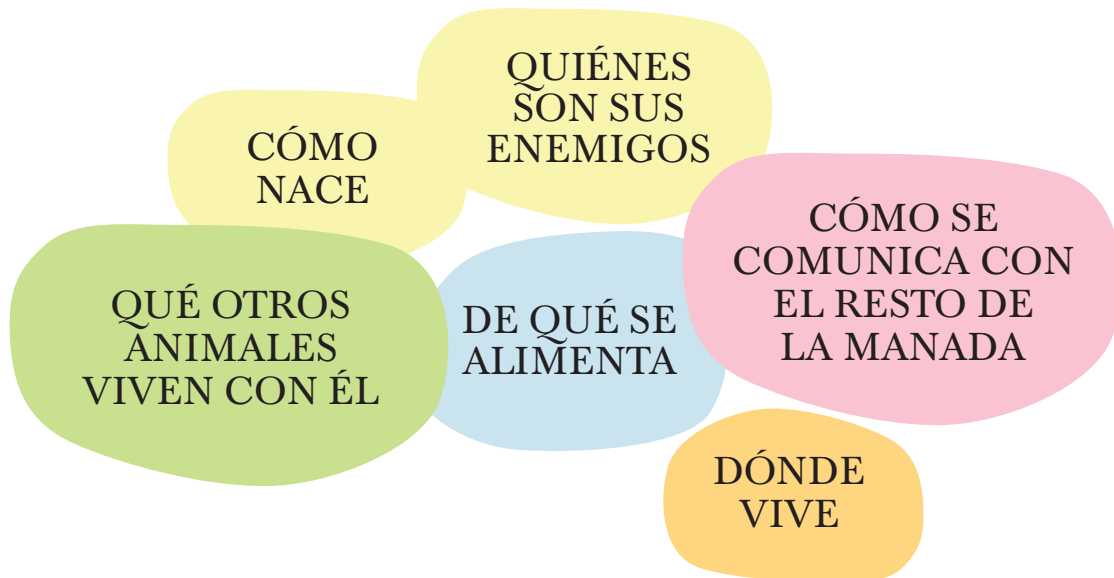 QUIÉNES
SON SUS
ENEMIGOS
CÓMO
NACE
CÓMO SE
COMUNICA CON
EL RESTO DE
LA MANADA
QUÉ OTROS
ANIMALES
VIVEN CON ÉL
DE QUÉ SE
ALIMENTA
DÓNDE
VIVE